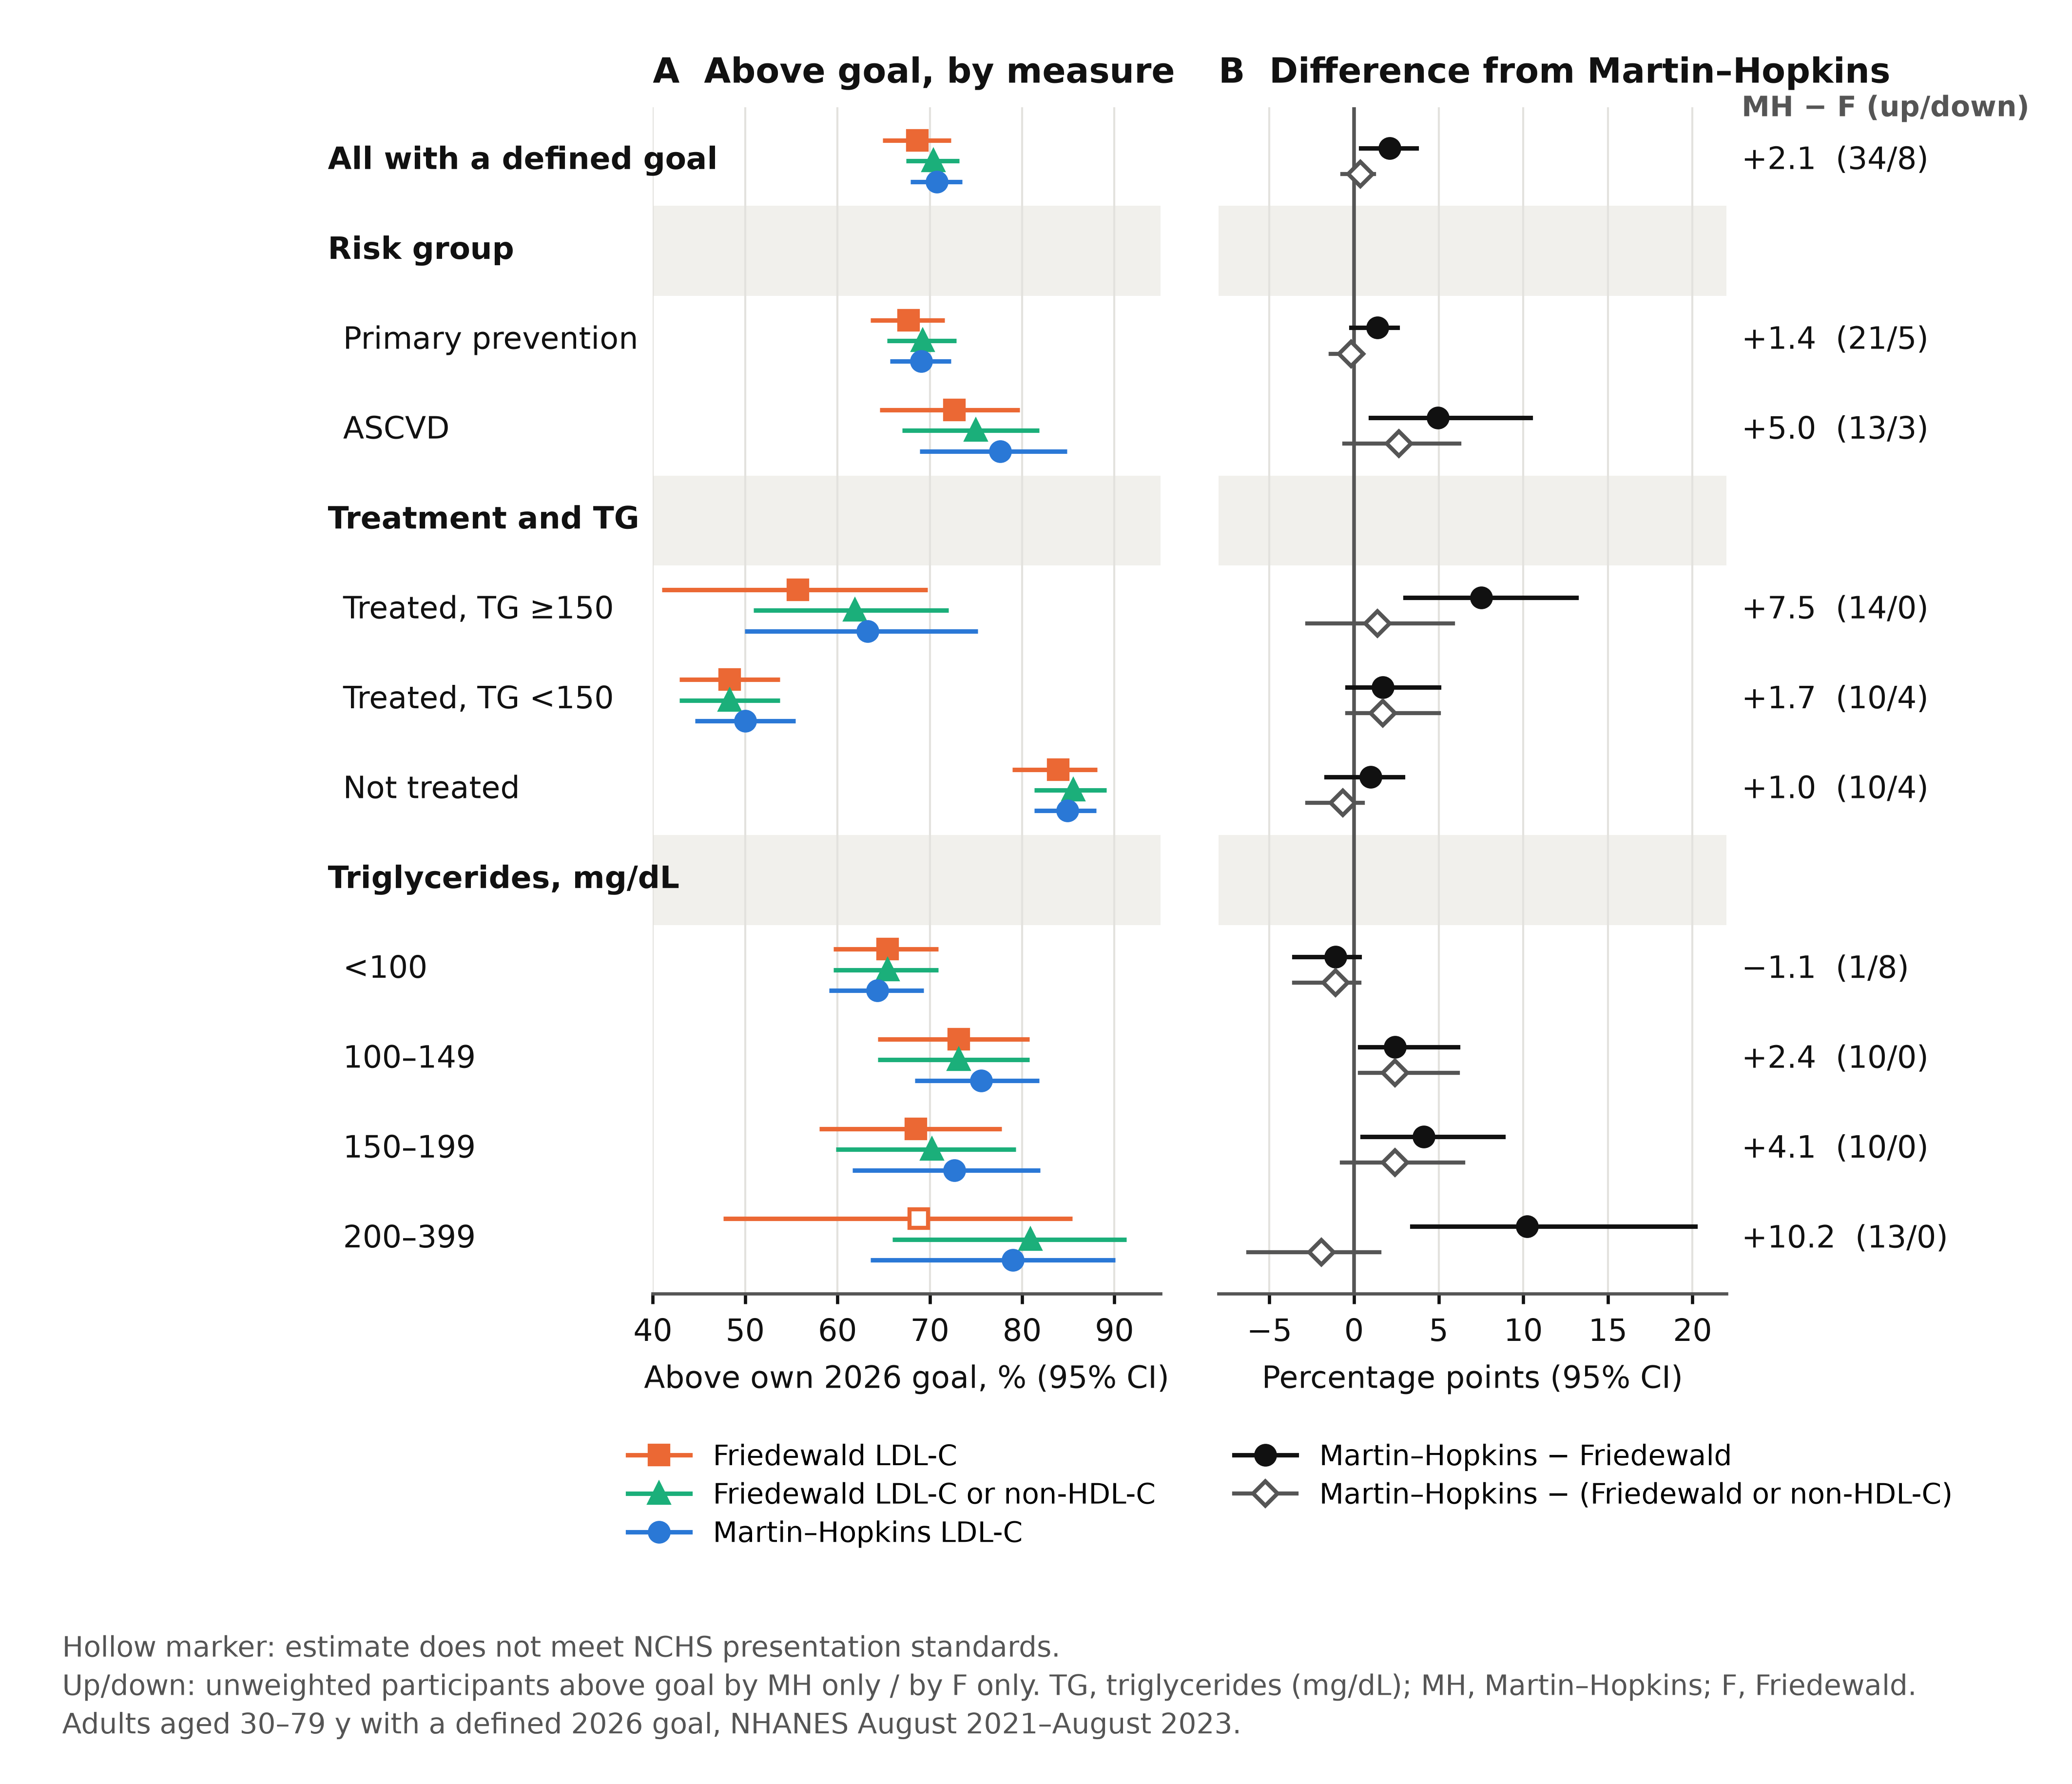 A  Above goal, by measure
B  Difference from Martin–Hopkins
MH − F (up/down)
All with a defined goal
+2.1  (34/8)
Risk group
Primary prevention
+1.4  (21/5)
ASCVD
+5.0  (13/3)
Treatment and TG
Treated, TG ≥150
+7.5  (14/0)
Treated, TG <150
+1.7  (10/4)
Not treated
+1.0  (10/4)
Triglycerides, mg/dL
<100
−1.1  (1/8)
100–149
+2.4  (10/0)
150–199
+4.1  (10/0)
200–399
+10.2  (13/0)
40 50 60 70 80 90
−5 0 5 10 15 20
Above own 2026 goal, % (95% CI)
Percentage points (95% CI)
Friedewald LDL-C
Friedewald LDL-C or non-HDL-C
Martin–Hopkins LDL-C
Martin–Hopkins − Friedewald
Martin–Hopkins − (Friedewald or non-HDL-C)
Hollow marker: estimate does not meet NCHS presentation standards.
Up/down: unweighted participants above goal by MH only / by F only. TG, triglycerides (mg/dL); MH, Martin–Hopkins; F, Friedewald.
Adults aged 30–79 y with a defined 2026 goal, NHANES August 2021–August 2023.